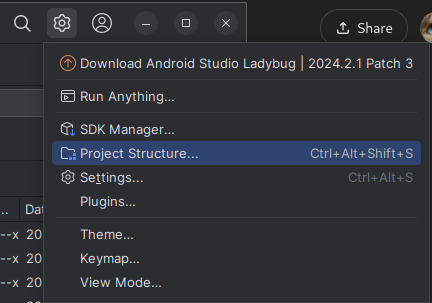 Share
Download Android Studio Ladybug | 2024.2.1 Patch 3
Run Anything...
SDK Manager...
Project Structure... Ctrl+Alt+Shift+S
Settings... Ctrl+Alt+S
Plugins...
.. Dat
--x 20
Theme...
--x 20
Keymap...
--x 20
View Mode...